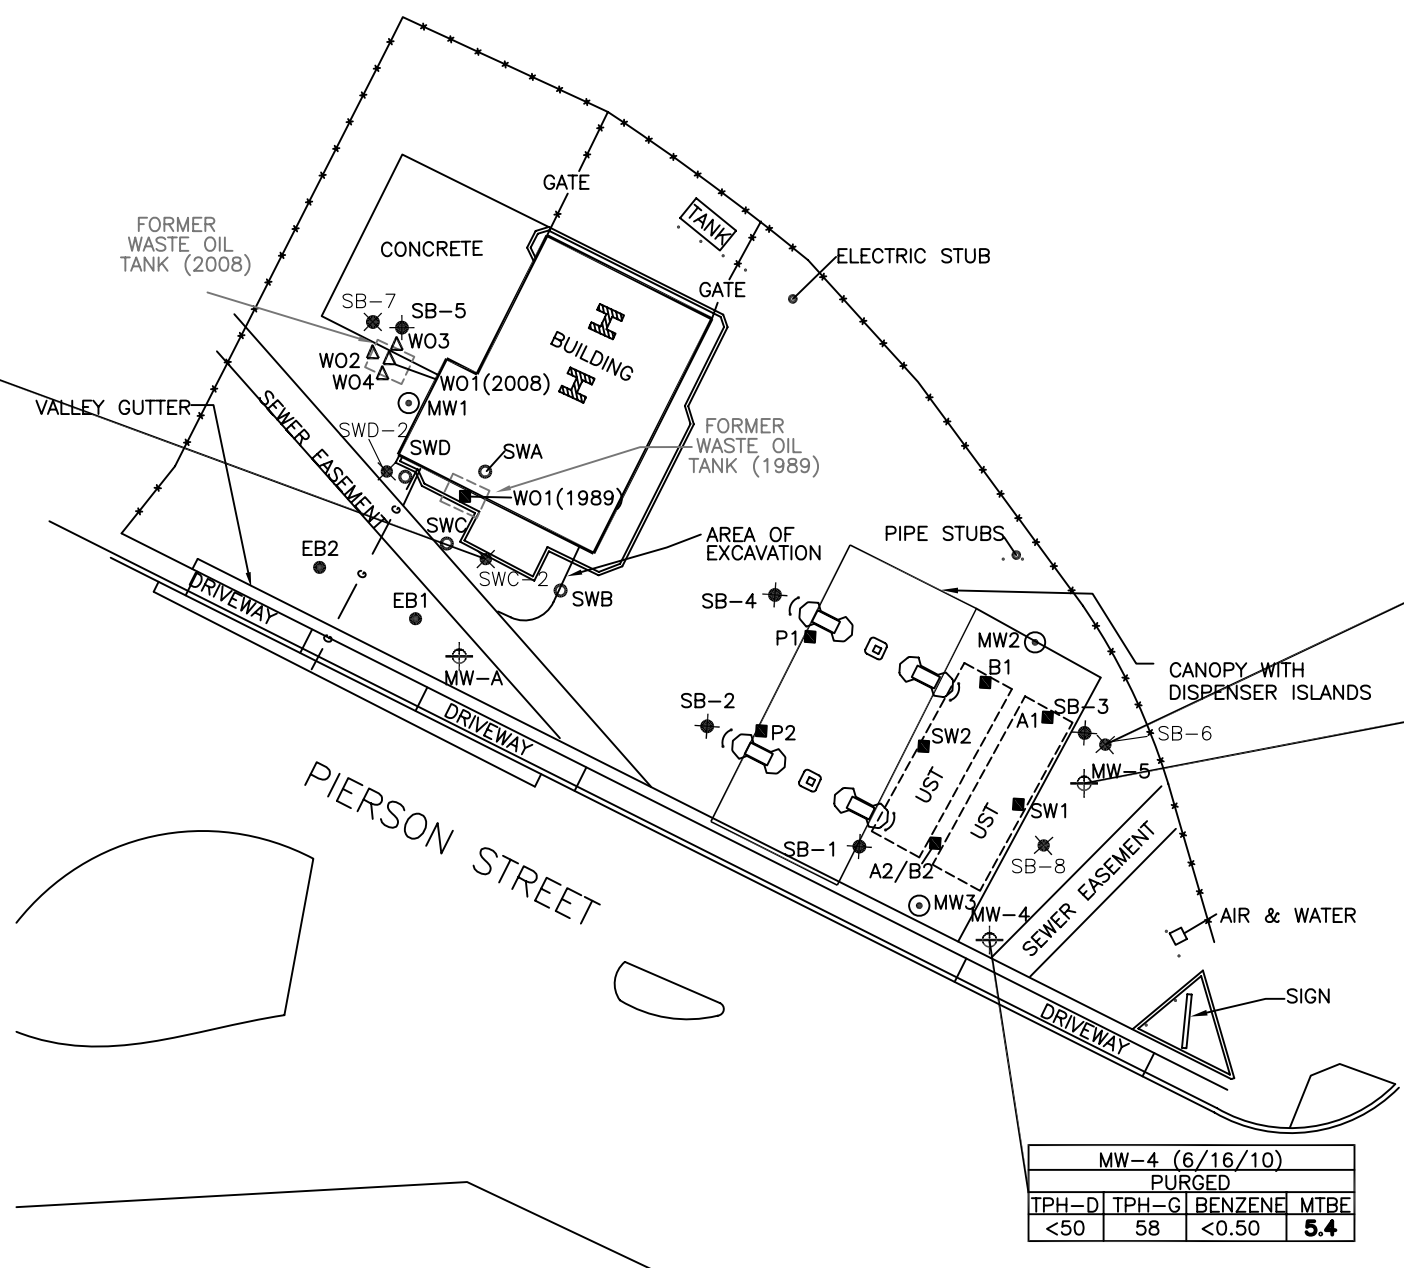 GATE
TANK
FORMER
WASTE OIL
TANK (2008)
CONCRETE
ELECTRIC STUB
GATE
SB-7
SB-5
BUILDING
WO3
WO2
WO4
WO1(2008)
MW1
VALLEY GUTTER
SEWER EASEMENT
SWD-2
SWD
SWA
FORMER
WASTE OIL
TANK (1989)
WO1(1989)
G
SWC
AREA OF
EXCAVATION
PIPE STUBS
EB2
G
SWC-2
SWB
DRIVEWAY
EB1
SB-4
G
P1
MW2
MW-A
B1
CANOPY WITH
DISPENSER ISLANDS
SB-2
DRIVEWAY
P2
SW2
A1
SB-3
SB-6
MW-5
UST
UST
SW1
PIERSON STREET
SB-1
A2/B2
SB-8
SEWER EASEMENT
MW3
MW-4
AIR & WATER
SIGN
DRIVEWAY
MW-4 (6/16/10)
PURGED
TPH-D TPH-G BENZENE MTBE
<50 58 <0.50 5.4